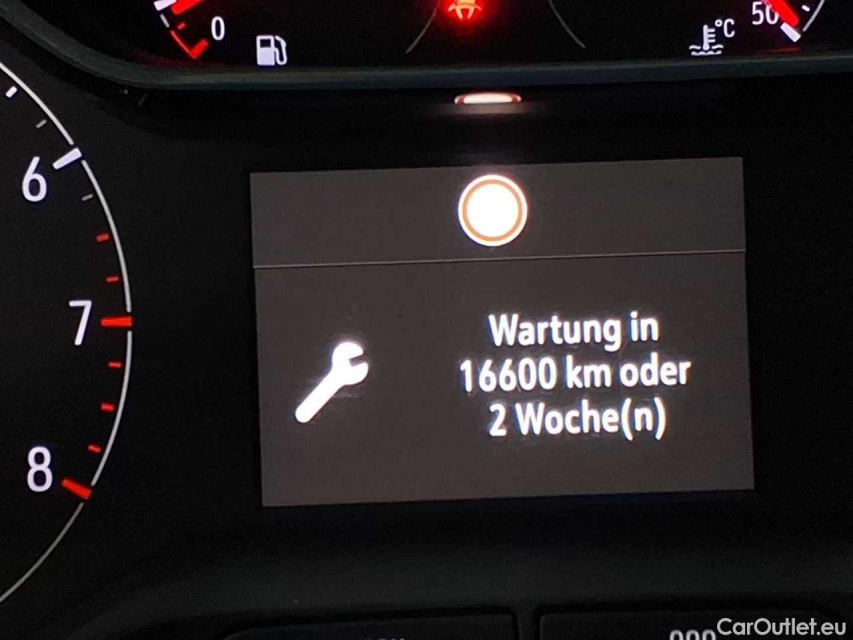 0
50
°C
6
7
8
Wartung in
16600 km oder
2 Woche(n)
CarOutlet.eu